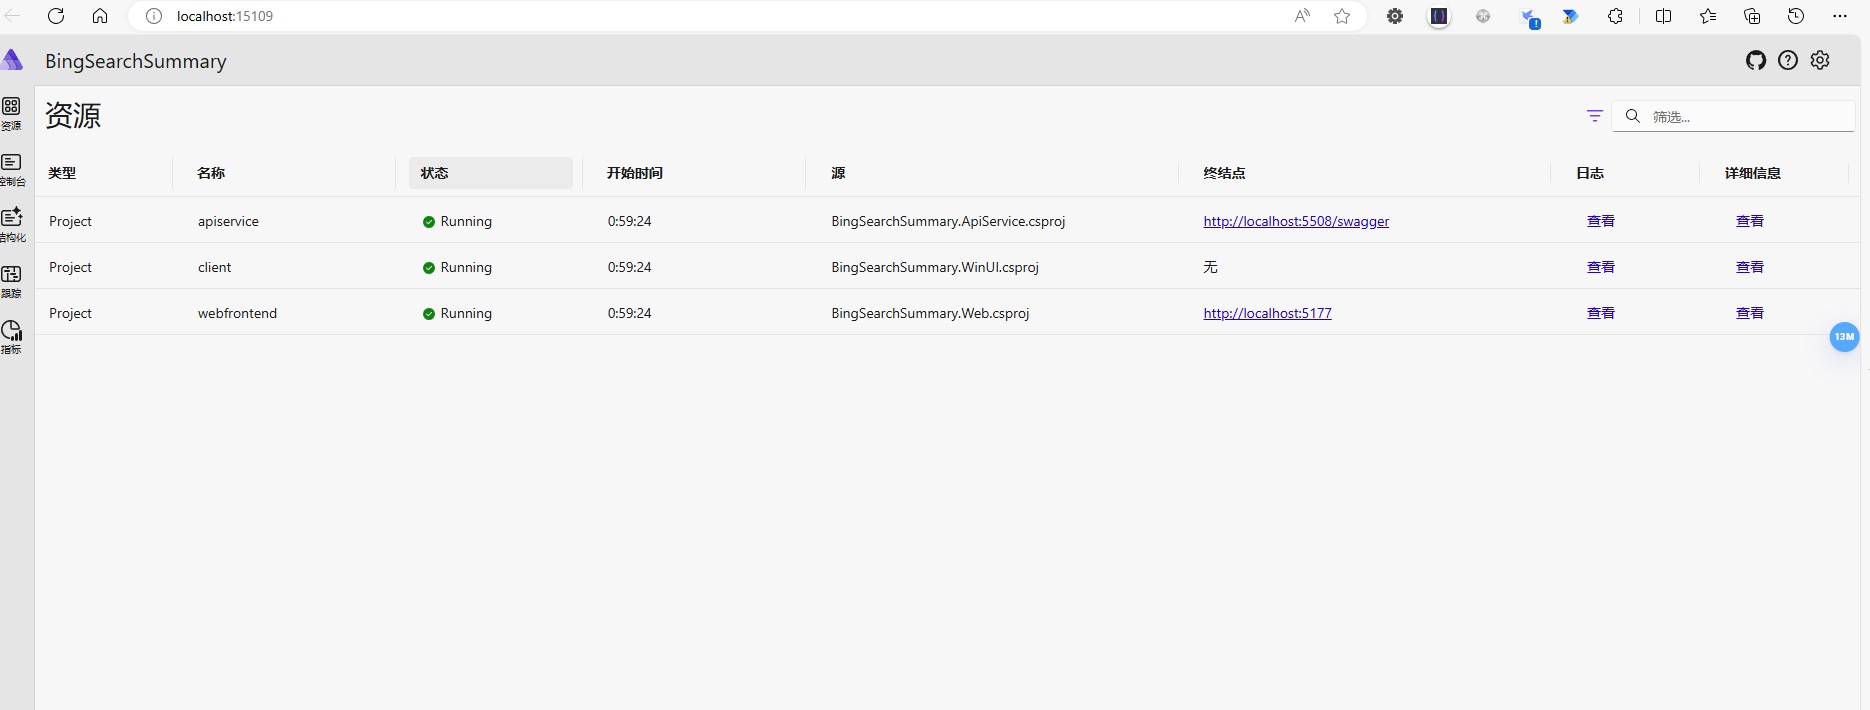 localhost:15109
BingSearchSummary
资源
筛选...
资源
控制台
结构化
跟踪
指标
类型 名称 状态 开始时间 源 终结点 日志 详细信息
Project apiservice Running 0:59:24 BingSearchSummary.ApiService.csproj http://localhost:5508/swagger 查看 查看
Project client Running 0:59:24 BingSearchSummary.WinUI.csproj 无 查看 查看
Project webfrontend Running 0:59:24 BingSearchSummary.Web.csproj http://localhost:5177 查看 查看
13M